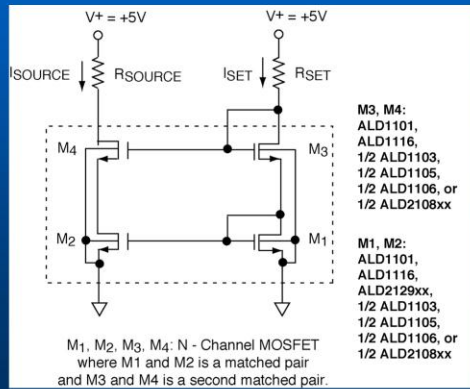 V+ = +5V
V+ = +5V
ISOURCE
RSOURCE
ISET
RSET
M4
M3
M2
M1
M3, M4:
ALD1101,
ALD1116,
1/2 ALD1103,
1/2 ALD1105,
1/2 ALD1106, or
1/2 ALD2108xx
M1, M2:
ALD1101,
ALD1116,
ALD2129xx,
1/2 ALD1103,
1/2 ALD1105,
1/2 ALD1106, or
1/2 ALD2108xx
M1, M2, M3, M4: N - Channel MOSFET
where M1 and M2 is a matched pair
and M3 and M4 is a second matched pair.